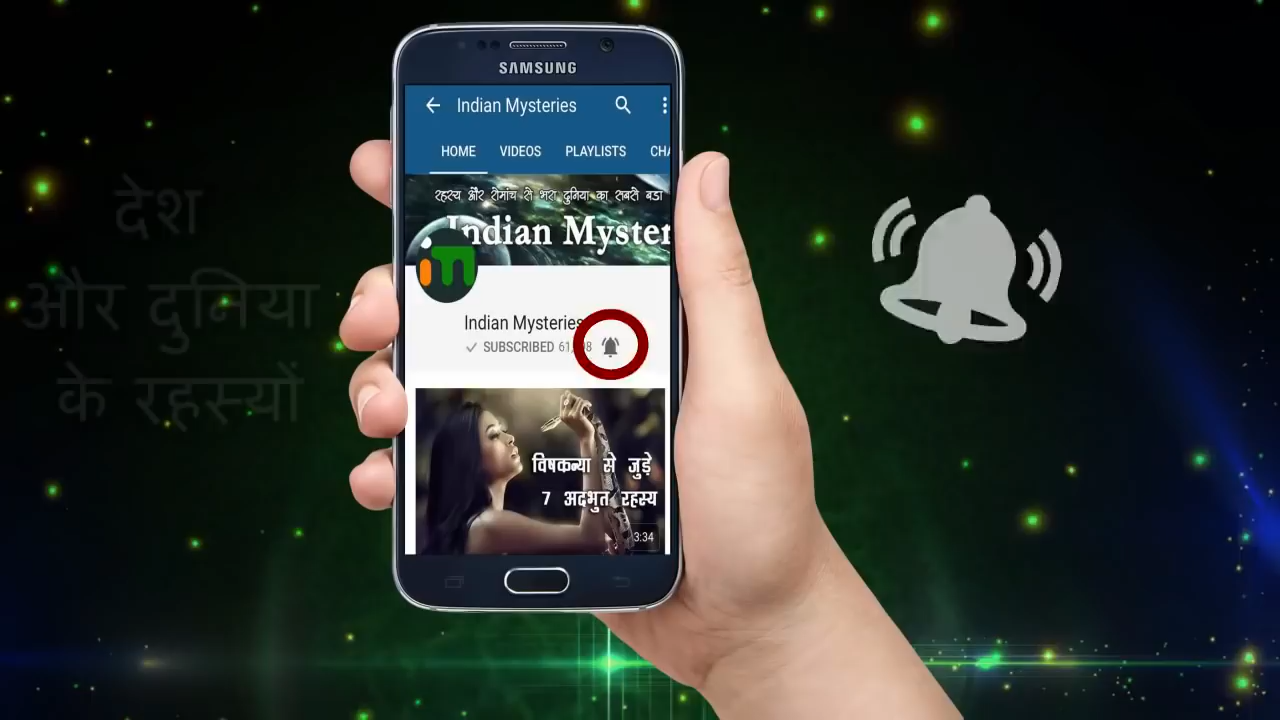 SAMSUNG
Indian Mysteries
HOME VIDEOS PLAYLISTS
रहस्य और रोमांच से भरा दुनिया का सबसे बडा
Indian Myster
im
Indian Mysteries
SUBSCRIBED
विषकन्या से जुड़े
7 अदभुत रहस्य
3:34
देश
और दुनिया
के रहस्यों